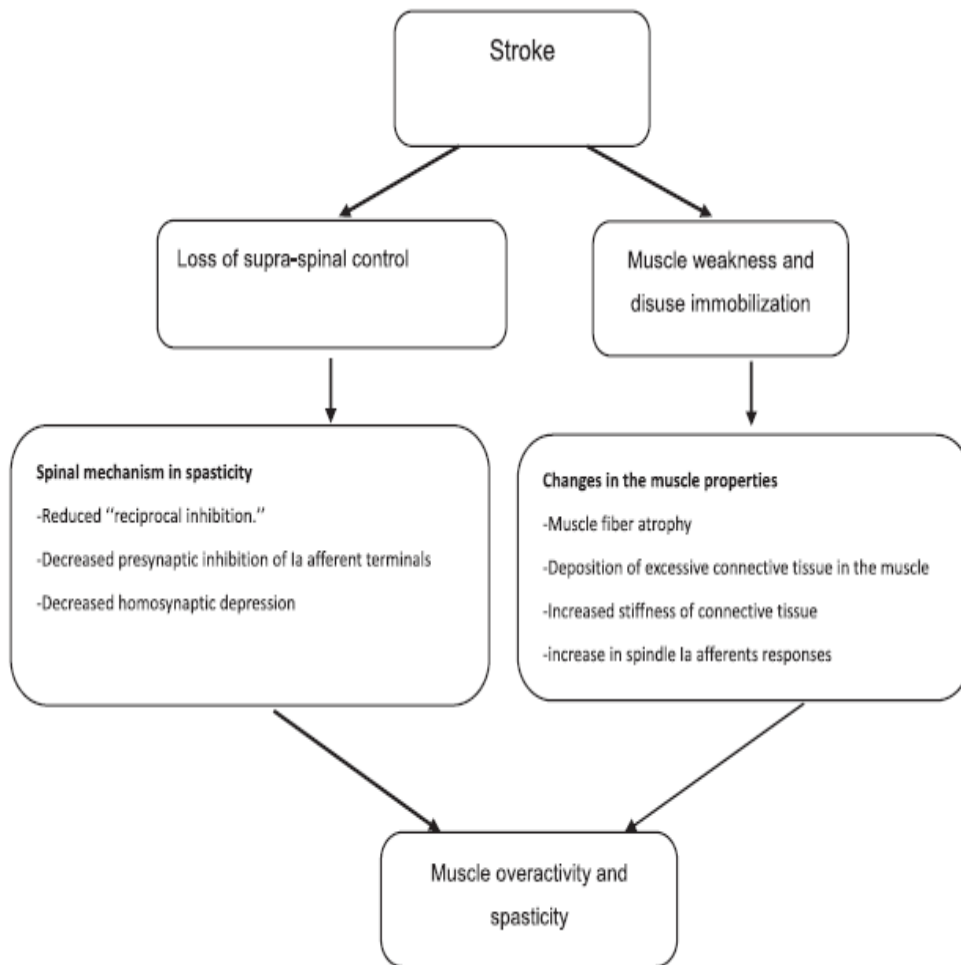 Stroke
Loss of supra-spinal control
Muscle weakness and
disuse immobilization
Spinal mechanism in spasticity
-Reduced “reciprocal inhibition.”
-Decreased presynaptic inhibition of Ia afferent terminals
-Decreased homosynaptic depression
Changes in the muscle properties
-Muscle fiber atrophy
-Deposition of excessive connective tissue in the muscle
-Increased stiffness of connective tissue
-increase in spindle Ia afferents responses
Muscle overactivity and
spasticity